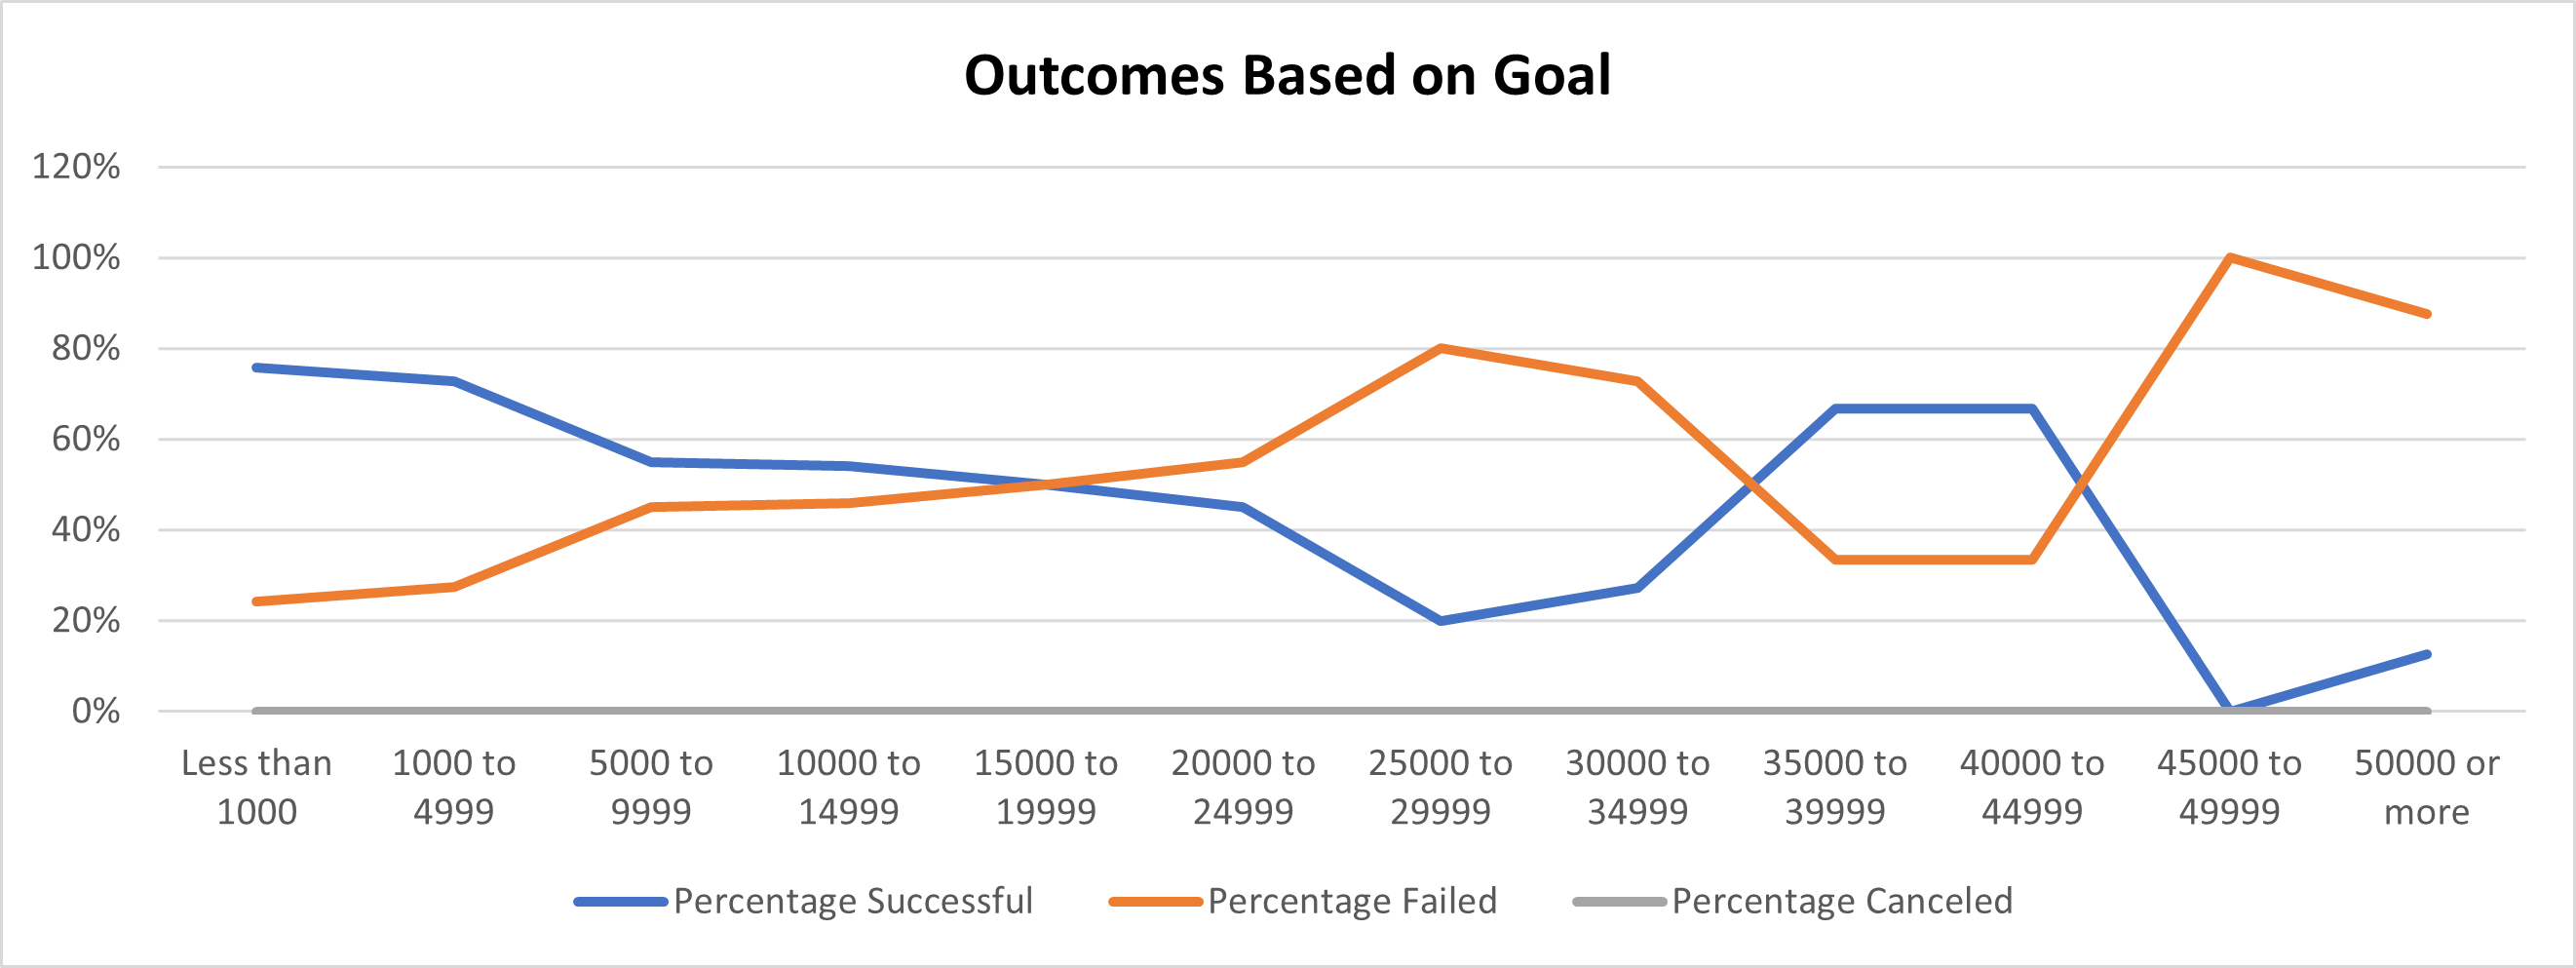 Outcomes Based on Goal
120%
100%
80%
60%
40%
20%
0%
Less than 1000
1000 to 4999
5000 to 9999
10000 to 14999
15000 to 19999
20000 to 24999
25000 to 29999
30000 to 34999
35000 to 39999
40000 to 44999
45000 to 49999
50000 or more
Percentage Successful
Percentage Failed
Percentage Canceled